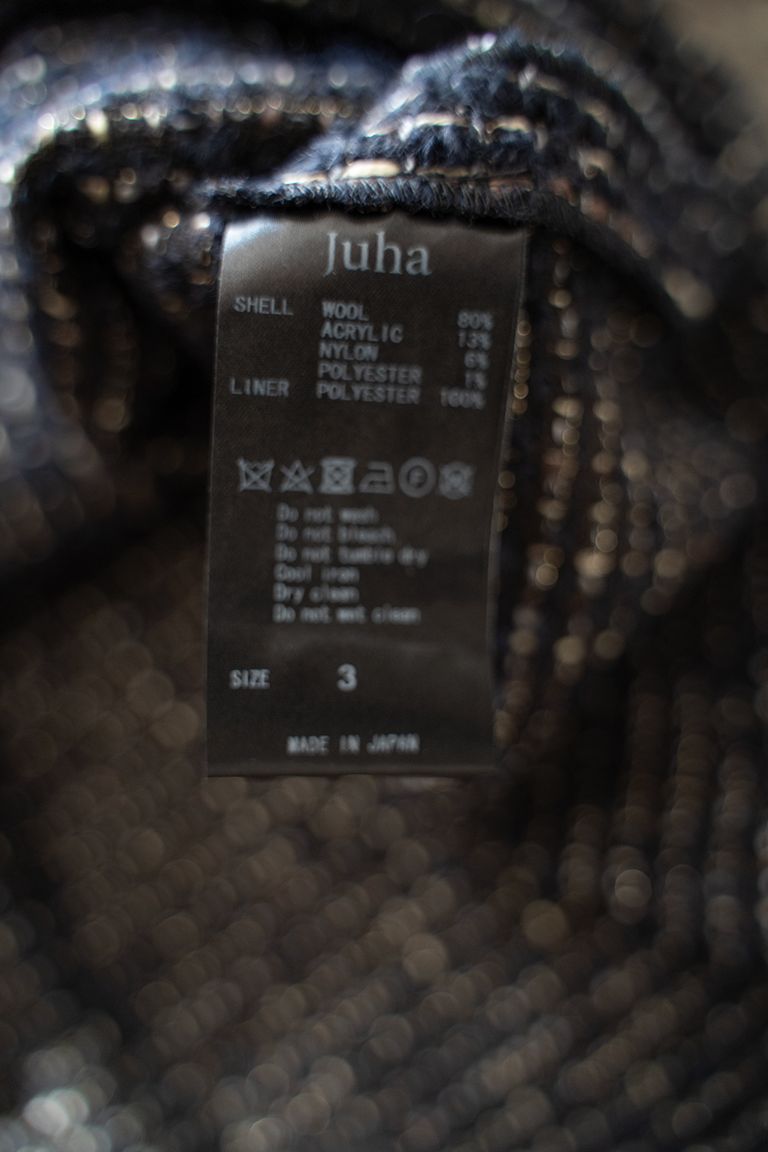 Juha
SHELL WOOL 80%
ACRYLIC 13%
NYLON 6%
POLYESTER 1%
LINER POLYESTER 100%
F
Do not wash
Do not bleach
Do not tumble dry
Cool iron
Dry clean
Do not wet clean
SIZE 3
MADE IN JAPAN